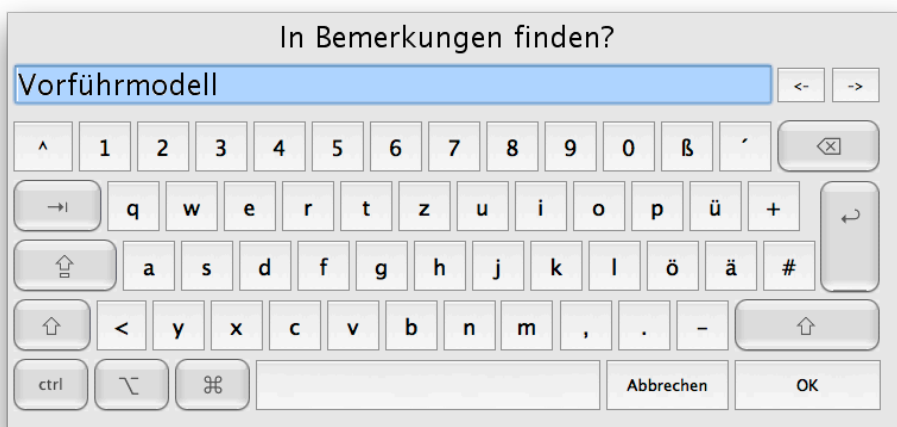 In Bemerkungen finden?
Vorführmodell <- ->
^ 1 2 3 4 5 6 7 8 9 0 ß ´
q w e r t z u i o p ü +
a s d f g h j k l ö ä #
< y x c v b n m , . -
ctrl ⌥ ⌘ Abbrechen OK